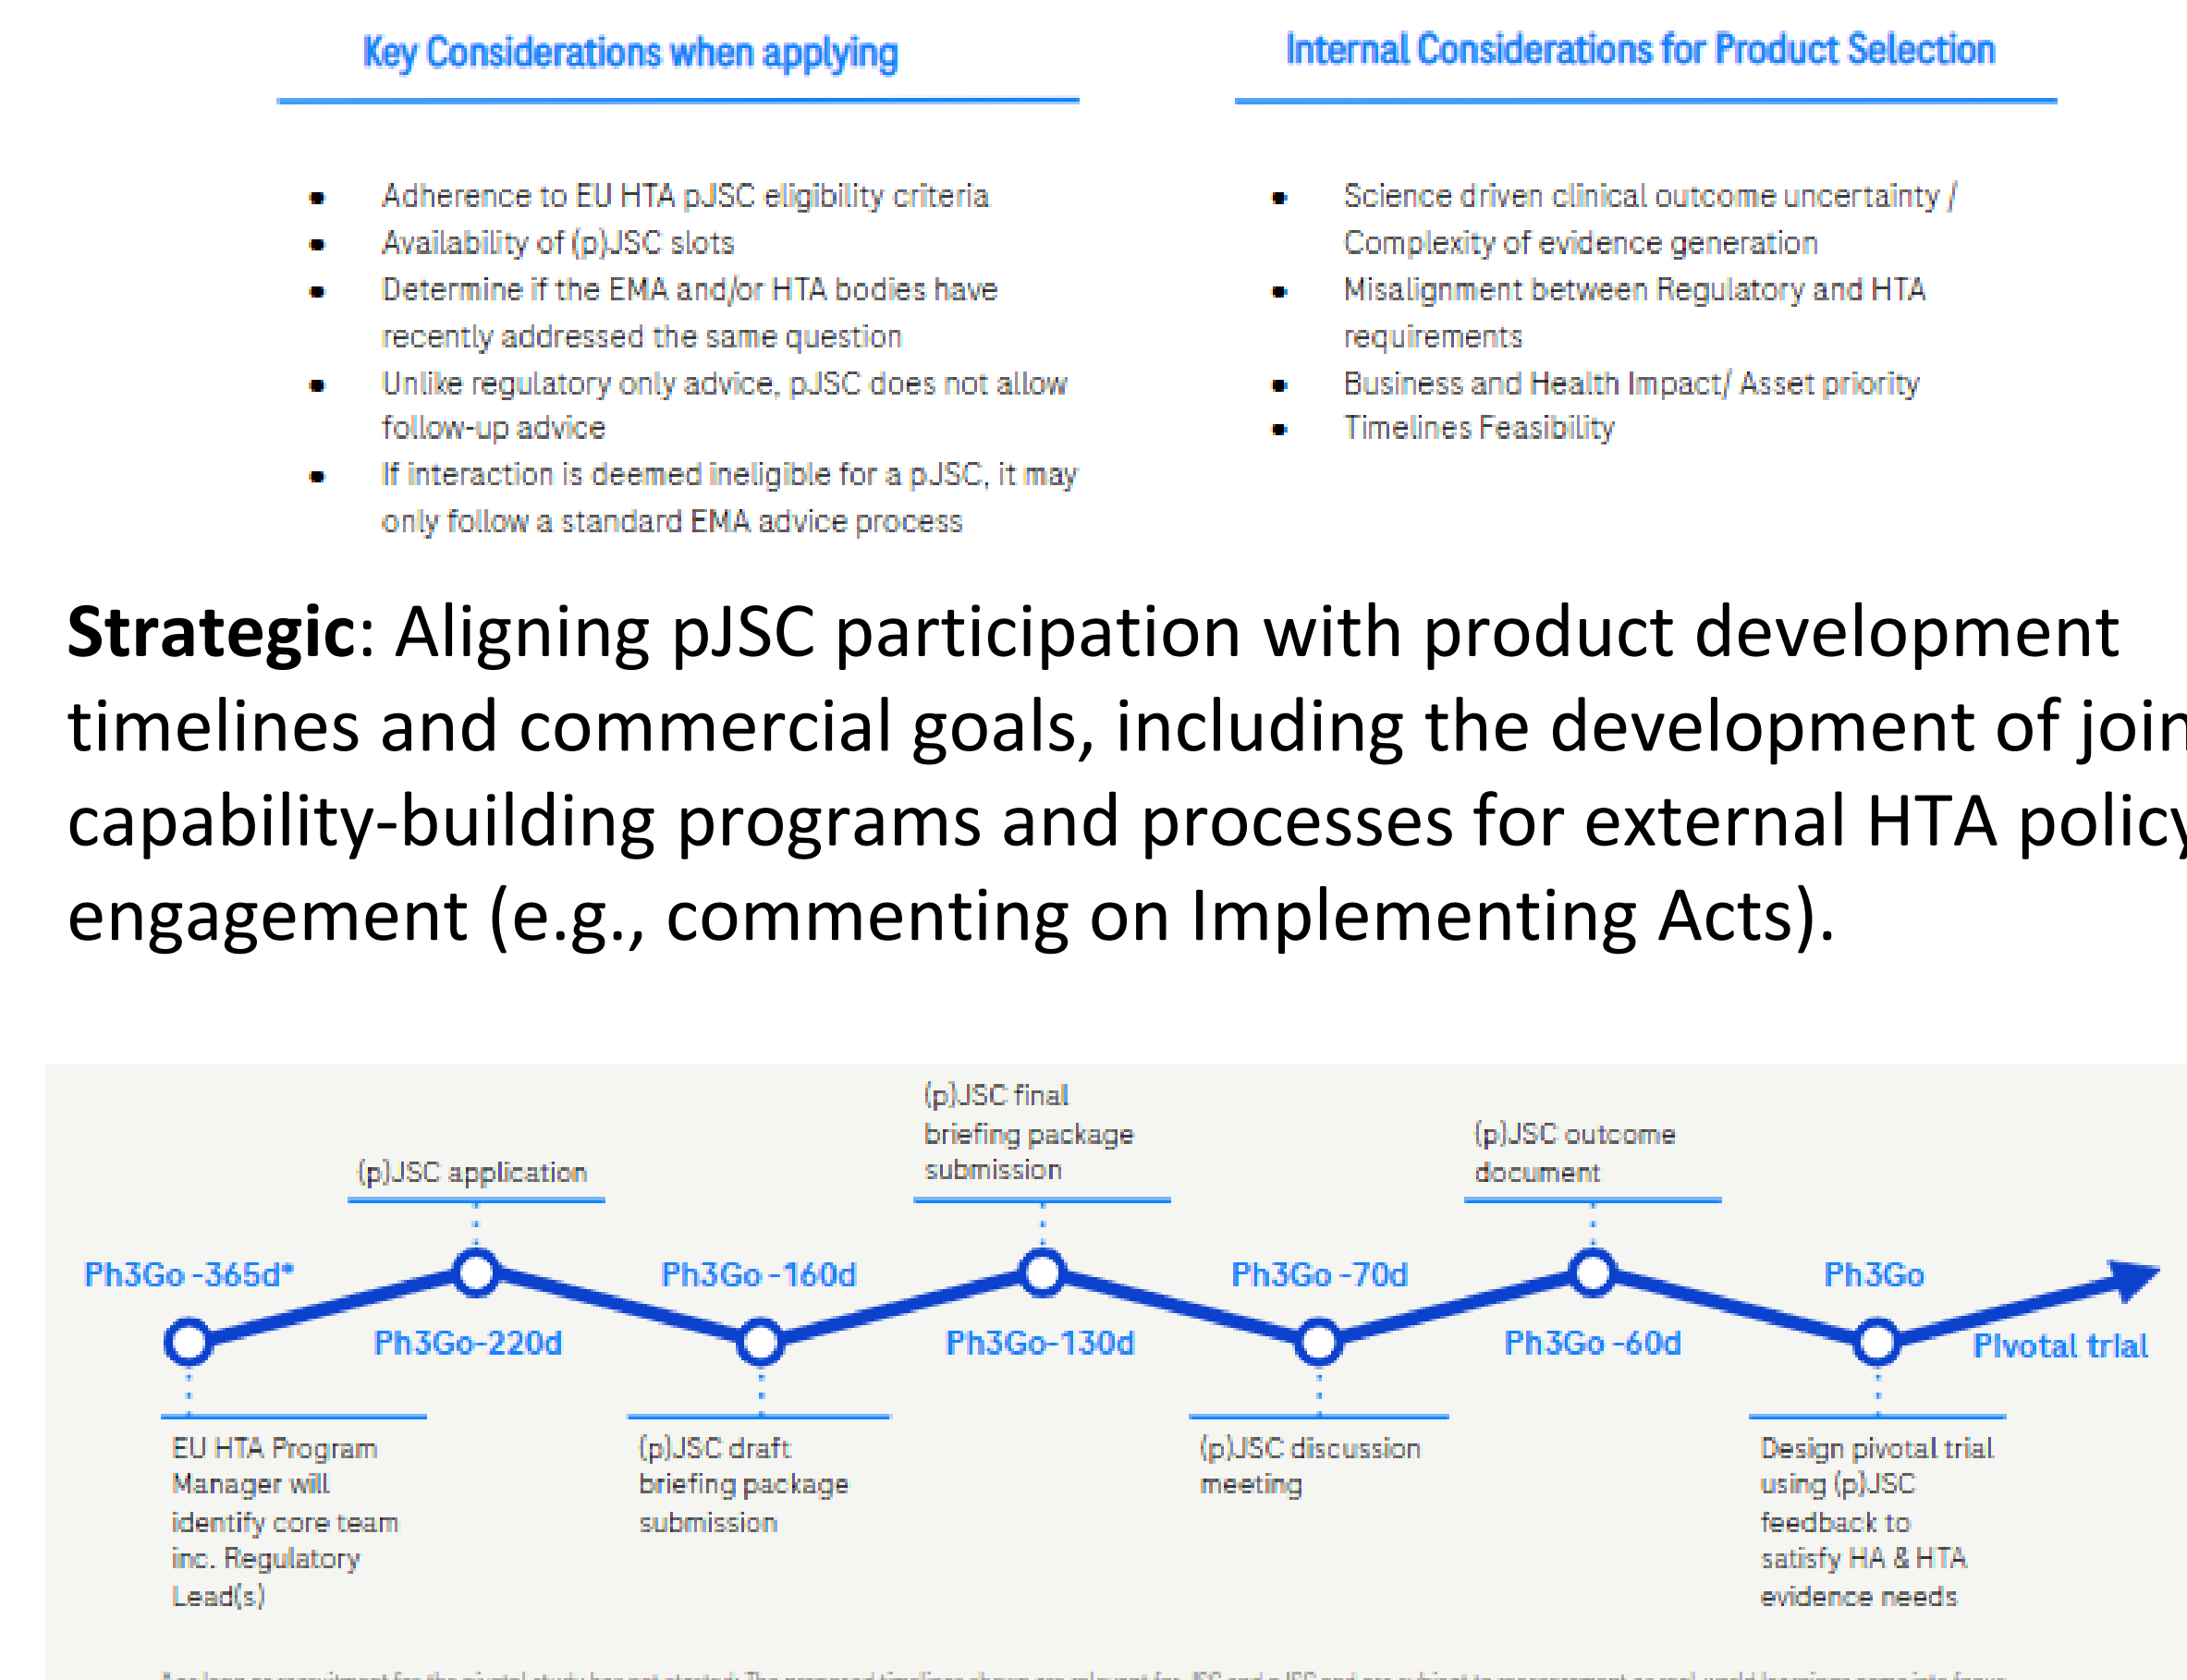 Key Considerations when applying
• Adherence to EU HTA pJSC eligibility criteria
• Availability of (p)JSC slots
• Determine if the EMA and/or HTA bodies have
recently addressed the same question
• Unlike regulatory only advice, pJSC does not allow
follow-up advice
• If interaction is deemed ineligible for a pJSC, it may
only follow a standard EMA advice process
Internal Considerations for Product Selection
• Science driven clinical outcome uncertainty /
Complexity of evidence generation
• Misalignment between Regulatory and HTA
requirements
• Business and Health Impact/ Asset priority
• Timelines Feasibility
Strategic: Aligning pJSC participation with product development
timelines and commercial goals, including the development of join
capability-building programs and processes for external HTA policy
engagement (e.g., commenting on Implementing Acts).
Ph3Go -365d*
EU HTA Program
Manager will
identify core team
inc. Regulatory
Lead(s)
(p)JSC application
Ph3Go-220d
Ph3Go -160d
(p)JSC draft
briefing package
submission
(p)JSC final
briefing package
submission
Ph3Go-130d
Ph3Go -70d
(p)JSC discussion
meeting
(p)JSC outcome
document
Ph3Go -60d
Ph3Go
Design pivotal trial
using (p)JSC
feedback to
satisfy HA & HTA
evidence needs
Pivotal trial